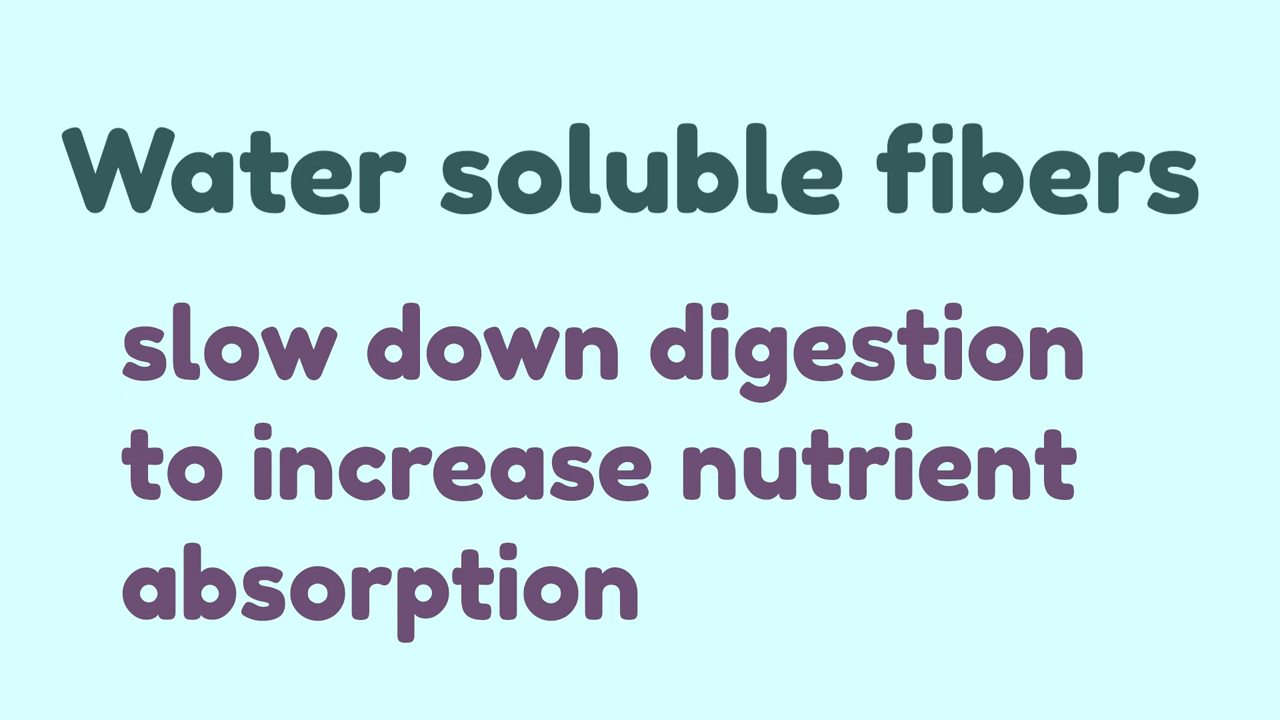 Water soluble fibers
slow down digestion
to increase nutrient
absorption